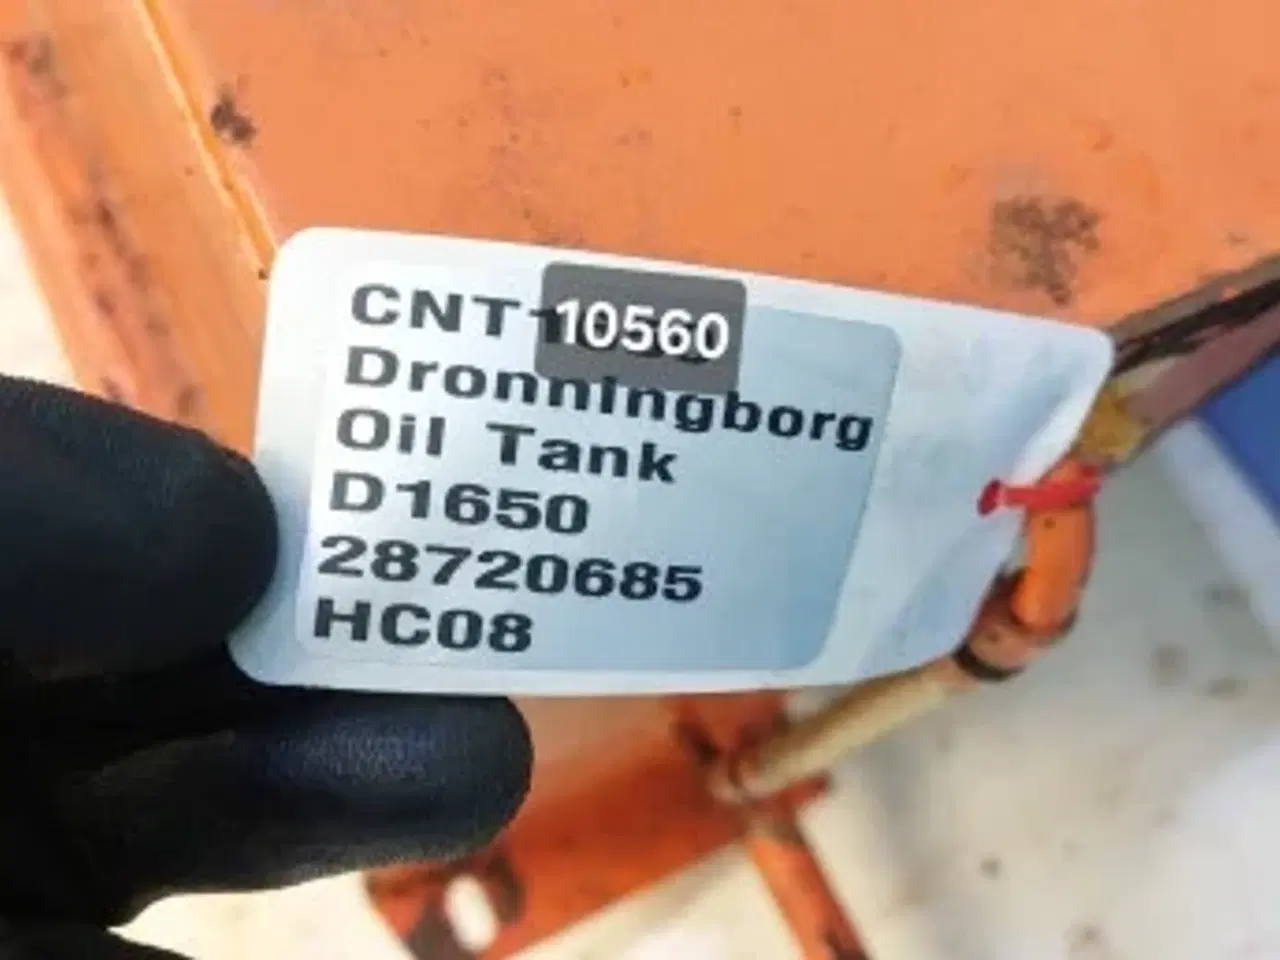 CNT
10560
Dronningborg
Oil Tank
D1650
28720685
HC08